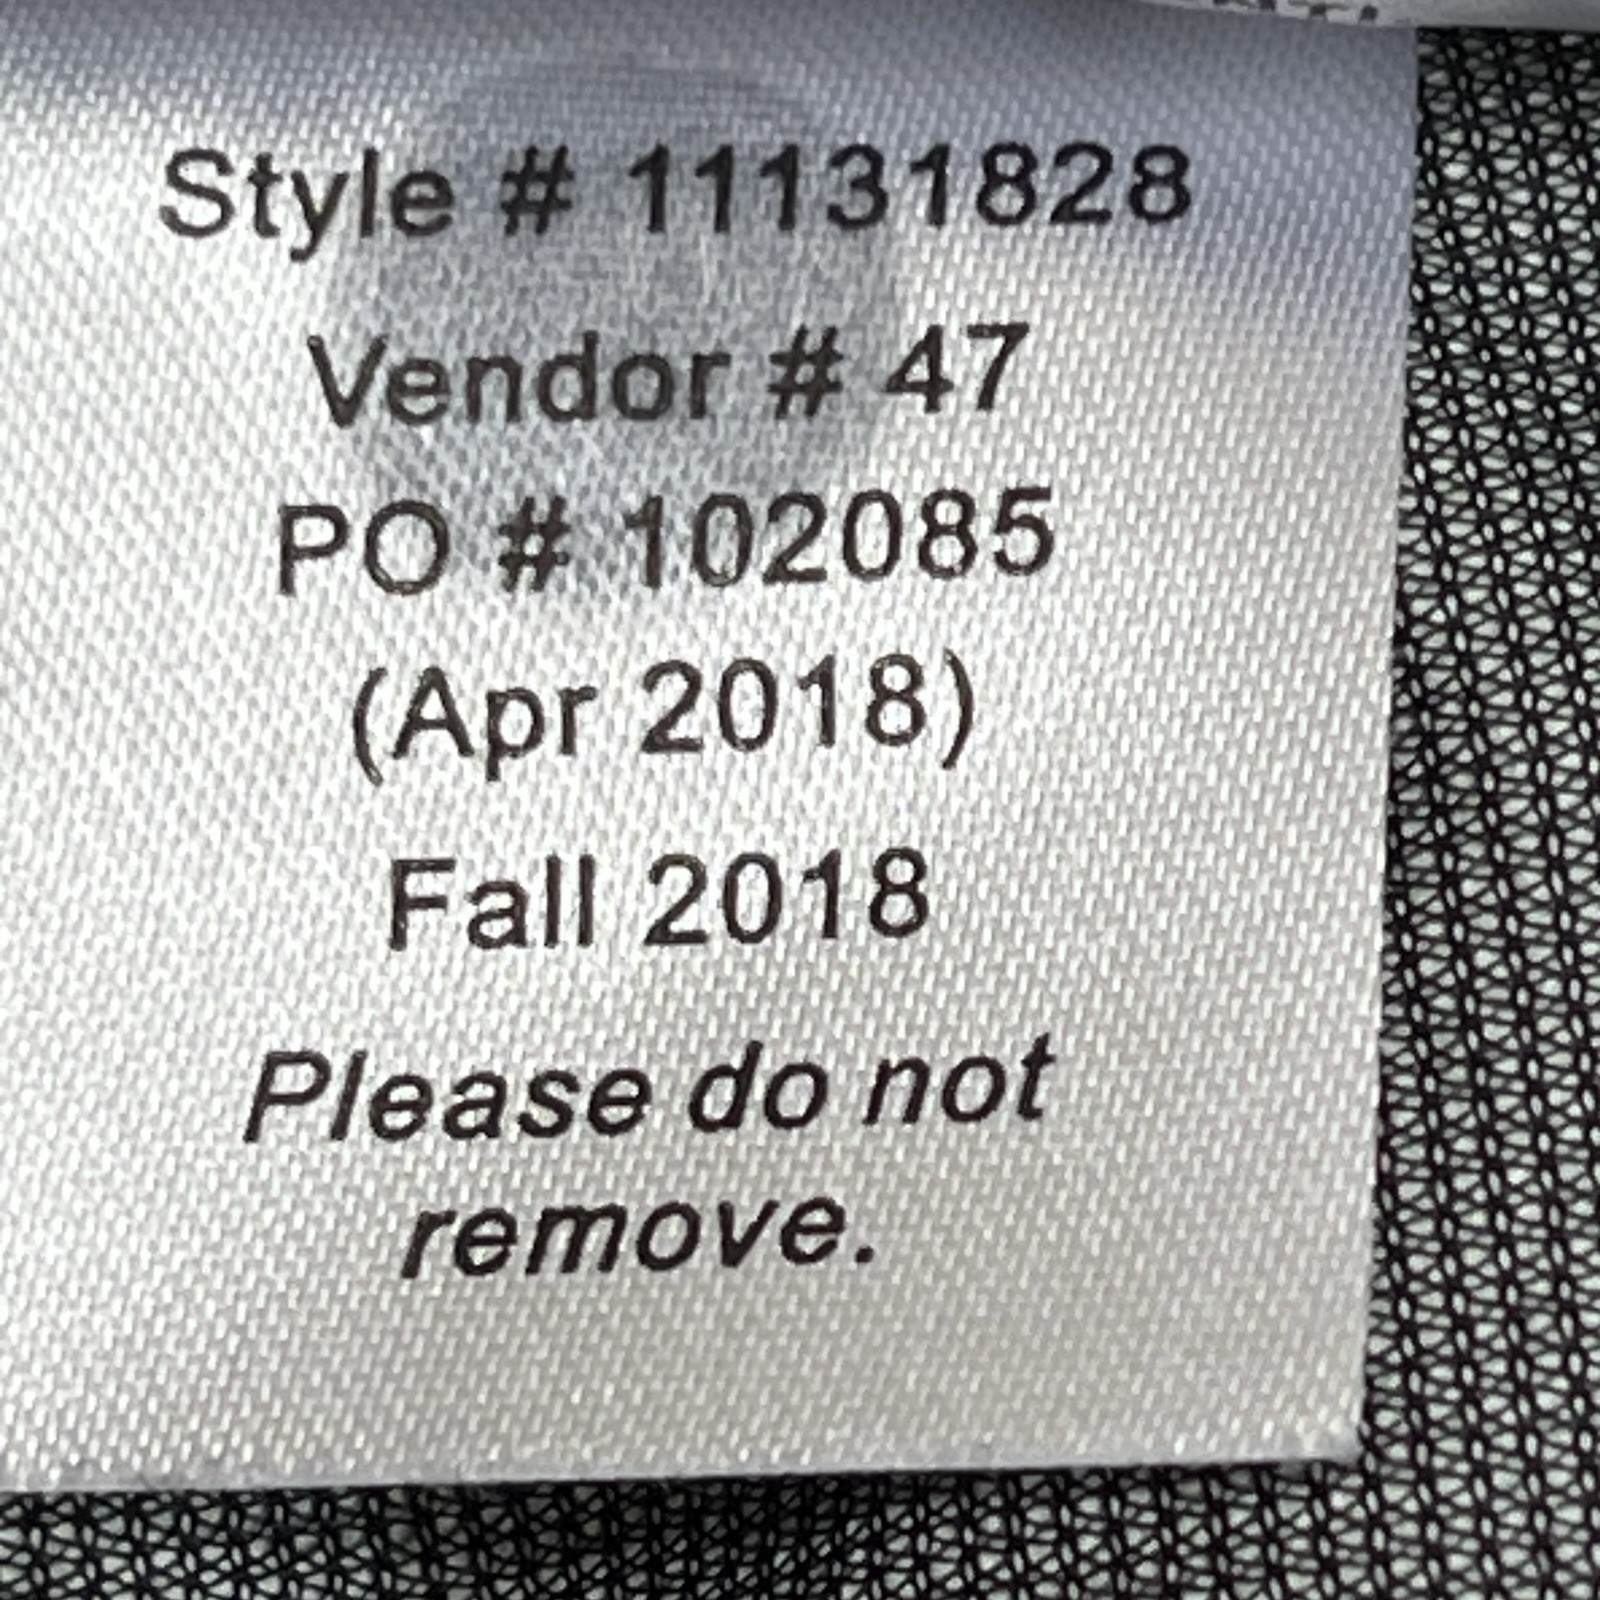 Style # 11131828
Vendor # 47
PO # 102085
(Apr 2018)
Fall 2018
Please do not
remove.